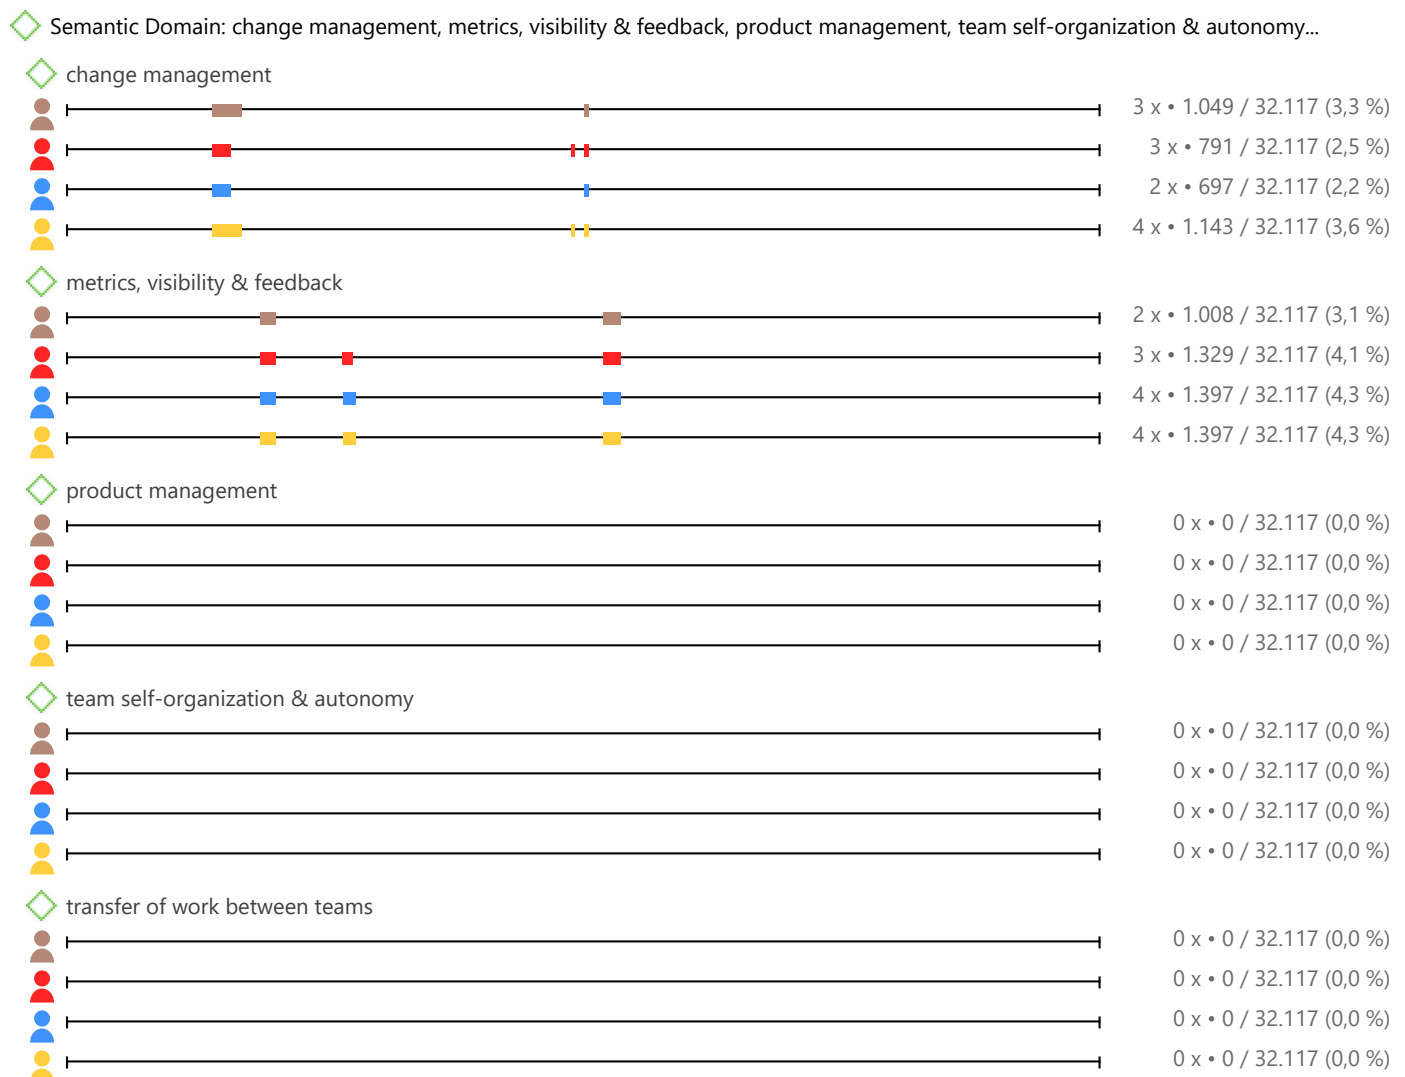 Semantic Domain: change management, metrics, visibility & feedback, product management, team self-organization & autonomy...
change management
3 x • 1.049 / 32.117 (3,3 %)
3 x • 791 / 32.117 (2,5 %)
2 x • 697 / 32.117 (2,2 %)
4 x • 1.143 / 32.117 (3,6 %)
metrics, visibility & feedback
2 x • 1.008 / 32.117 (3,1 %)
3 x • 1.329 / 32.117 (4,1 %)
4 x • 1.397 / 32.117 (4,3 %)
4 x • 1.397 / 32.117 (4,3 %)
product management
0 x • 0 / 32.117 (0,0 %)
0 x • 0 / 32.117 (0,0 %)
0 x • 0 / 32.117 (0,0 %)
0 x • 0 / 32.117 (0,0 %)
team self-organization & autonomy
0 x • 0 / 32.117 (0,0 %)
0 x • 0 / 32.117 (0,0 %)
0 x • 0 / 32.117 (0,0 %)
0 x • 0 / 32.117 (0,0 %)
transfer of work between teams
0 x • 0 / 32.117 (0,0 %)
0 x • 0 / 32.117 (0,0 %)
0 x • 0 / 32.117 (0,0 %)
0 x • 0 / 32.117 (0,0 %)